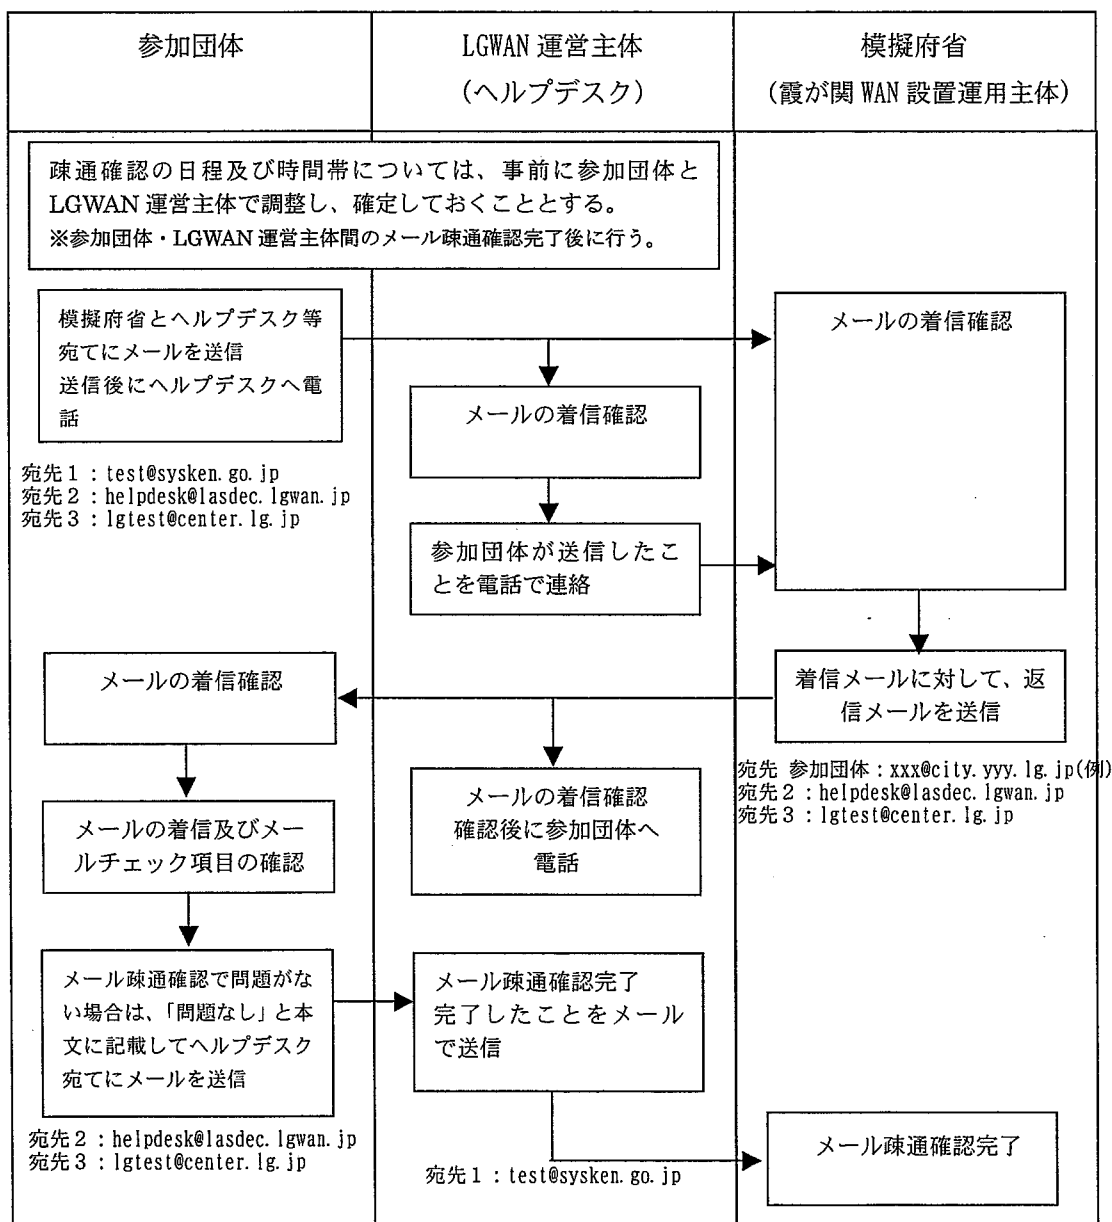 参加団体
LGWAN 運営主体
(ヘルプデスク)
模擬府省
(霞が関 WAN 設置運用主体)
疎通確認の日程及び時間帯については、事前に参加団体と
LGWAN 運営主体で調整し、確定しておくこととする。
※参加団体・LGWAN 運営主体間のメール疎通確認完了後に行う。
模擬府省とヘルプデスク等
宛てにメールを送信
送信後にヘルプデスクへ電
話
宛先1：test@sysken.go.jp
宛先2：helpdesk@lasdec.lgwan.jp
宛先3：lgtest@center.lg.jp
メールの着信確認
メールの着信確認
参加団体が送信したこ
とを電話で連絡
着信メールに対して、返
信メールを送信
宛先 参加団体：xxx@city.yyy.lg.jp(例)
宛先2：helpdesk@lasdec.lgwan.jp
宛先3：lgtest@center.lg.jp
メールの着信確認
メールの着信確認
確認後に参加団体へ
電話
メールの着信及びメー
ルチェック項目の確認
メール疎通確認で問題がな
い場合は、「問題なし」と本
文に記載してヘルプデスク
宛てにメールを送信
宛先2：helpdesk@lasdec.lgwan.jp
宛先3：lgtest@center.lg.jp
メール疎通確認完了
完了したことをメール
で送信
宛先1：test@sysken.go.jp
メール疎通確認完了